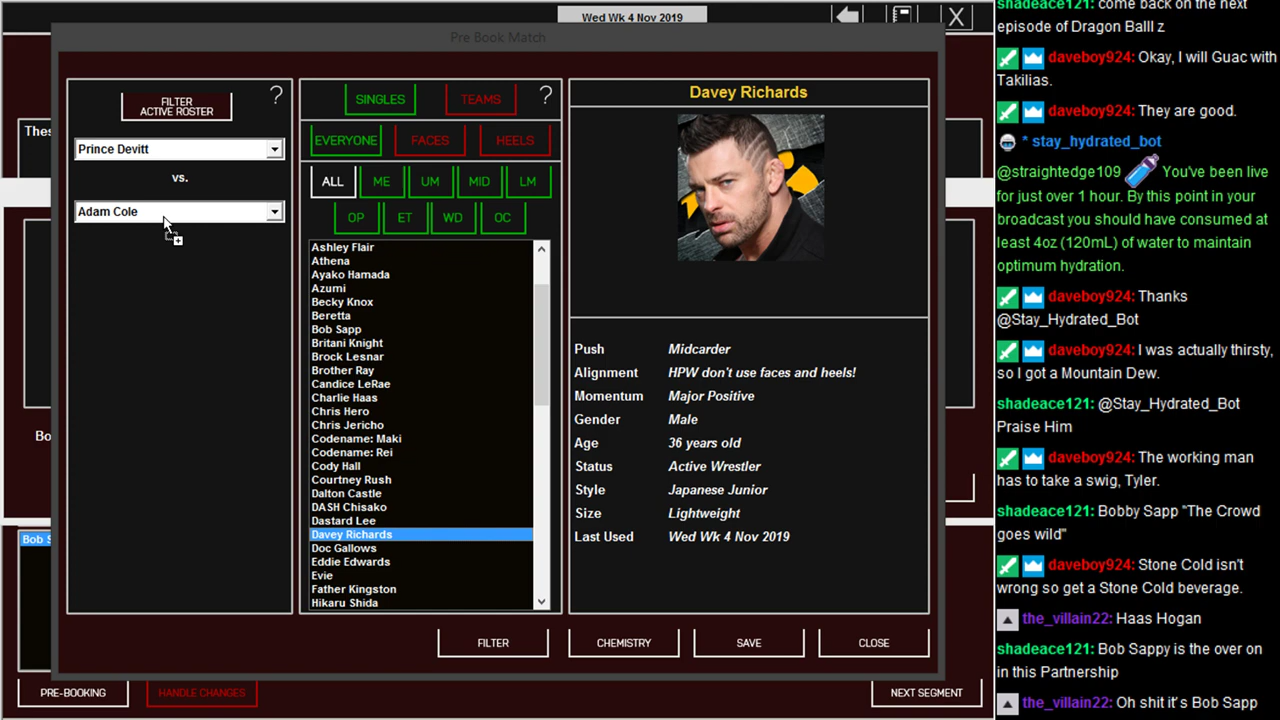 Wed Wk 4 Nov 2019
Pre Book Match
Thes
Bo
Bob S
FILTER
ACTIVE ROSTER
?
Prince Devitt
vs.
Adam Cole
SINGLES
TEAMS
?
EVERYONE
FACES
HEELS
ALL
ME
UM
MID
LM
OP
ET
WD
OC
Ashley Flair
Athena
Ayako Hamada
Azumi
Becky Knox
Beretta
Bob Sapp
Britani Knight
Brock Lesnar
Brother Ray
Candice LeRae
Charlie Haas
Chris Hero
Chris Jericho
Codename: Maki
Codename: Rei
Cody Hall
Courtney Rush
Dalton Castle
DASH Chisako
Dastard Lee
Davey Richards
Doc Gallows
Eddie Edwards
Evie
Father Kingston
Hikaru Shida
Davey Richards
Push Midcarder
Alignment HPW don't use faces and heels!
Momentum Major Positive
Gender Male
Age 36 years old
Status Active Wrestler
Style Japanese Junior
Size Lightweight
Last Used Wed Wk 4 Nov 2019
FILTER
CHEMISTRY
SAVE
CLOSE
PRE-BOOKING
HANDLE CHANGES
NEXT SEGMENT
shadeace121: come back on the next
episode of Dragon Balll z
daveboy924: Okay, I will Guac with
Takilias.
daveboy924: They are good.
* stay_hydrated_bot
@straightedge109 You've been live
for just over 1 hour. By this point in your
broadcast you should have consumed at
least 4oz (120mL) of water to maintain
optimum hydration.
daveboy924: Thanks
@Stay_Hydrated_Bot
daveboy924: I was actually thirsty,
so I got a Mountain Dew.
shadeace121: @Stay_Hydrated_Bot
Praise Him
daveboy924: The working man
has to take a swig, Tyler.
shadeace121: Bobby Sapp "The Crowd
goes wild"
daveboy924: Stone Cold isn't
wrong so get a Stone Cold beverage.
the_villain22: Haas Hogan
shadeace121: Bob Sappy is the over on
in this Partnership
the_villain22: Oh shit it's Bob Sapp